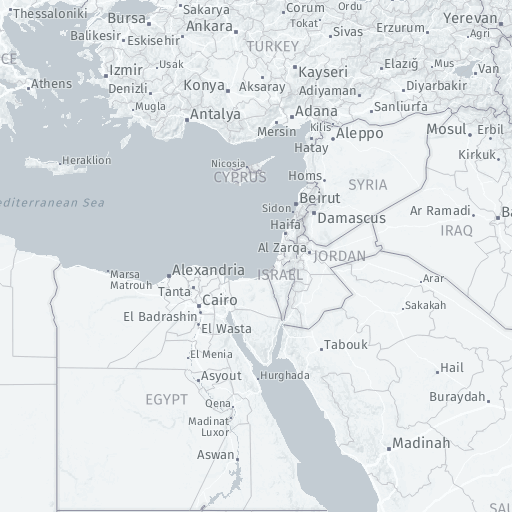 Thessaloniki
Bursa
Sakarya
Ankara
Corum
Tokat
Ordu
Sivas
Erzurum
Yerevan
Agri
Balikesir
Eskisehir
TURKEY
CE
Athens
Izmir
Usak
Denizli
Mugla
Konya
Aksaray
Kayseri
Adiyaman
Elazığ
Mus
Van
Diyarbakir
Antalya
Mersin
Adana
Kilis
Sanliurfa
Hatay
Aleppo
Mosul
Erbil
Kirkuk
Heraklion
Nicosia
CYPRUS
Homs
SYRIA
editerranean Sea
Sidon
Beirut
Haifa
Damascus
Ar Ramadi
Ba
IRAQ
Al Zarqa
JORDAN
ISRAEL
Marsa
Matrouh
Alexandria
Tanta
Cairo
Arar
El Badrashin
El Wasta
Sakakah
El Menia
Tabouk
Asyout
Hurghada
Hail
EGYPT
Qena
Buraydah
Madinat
Luxor
Aswan
Madinah
SAU